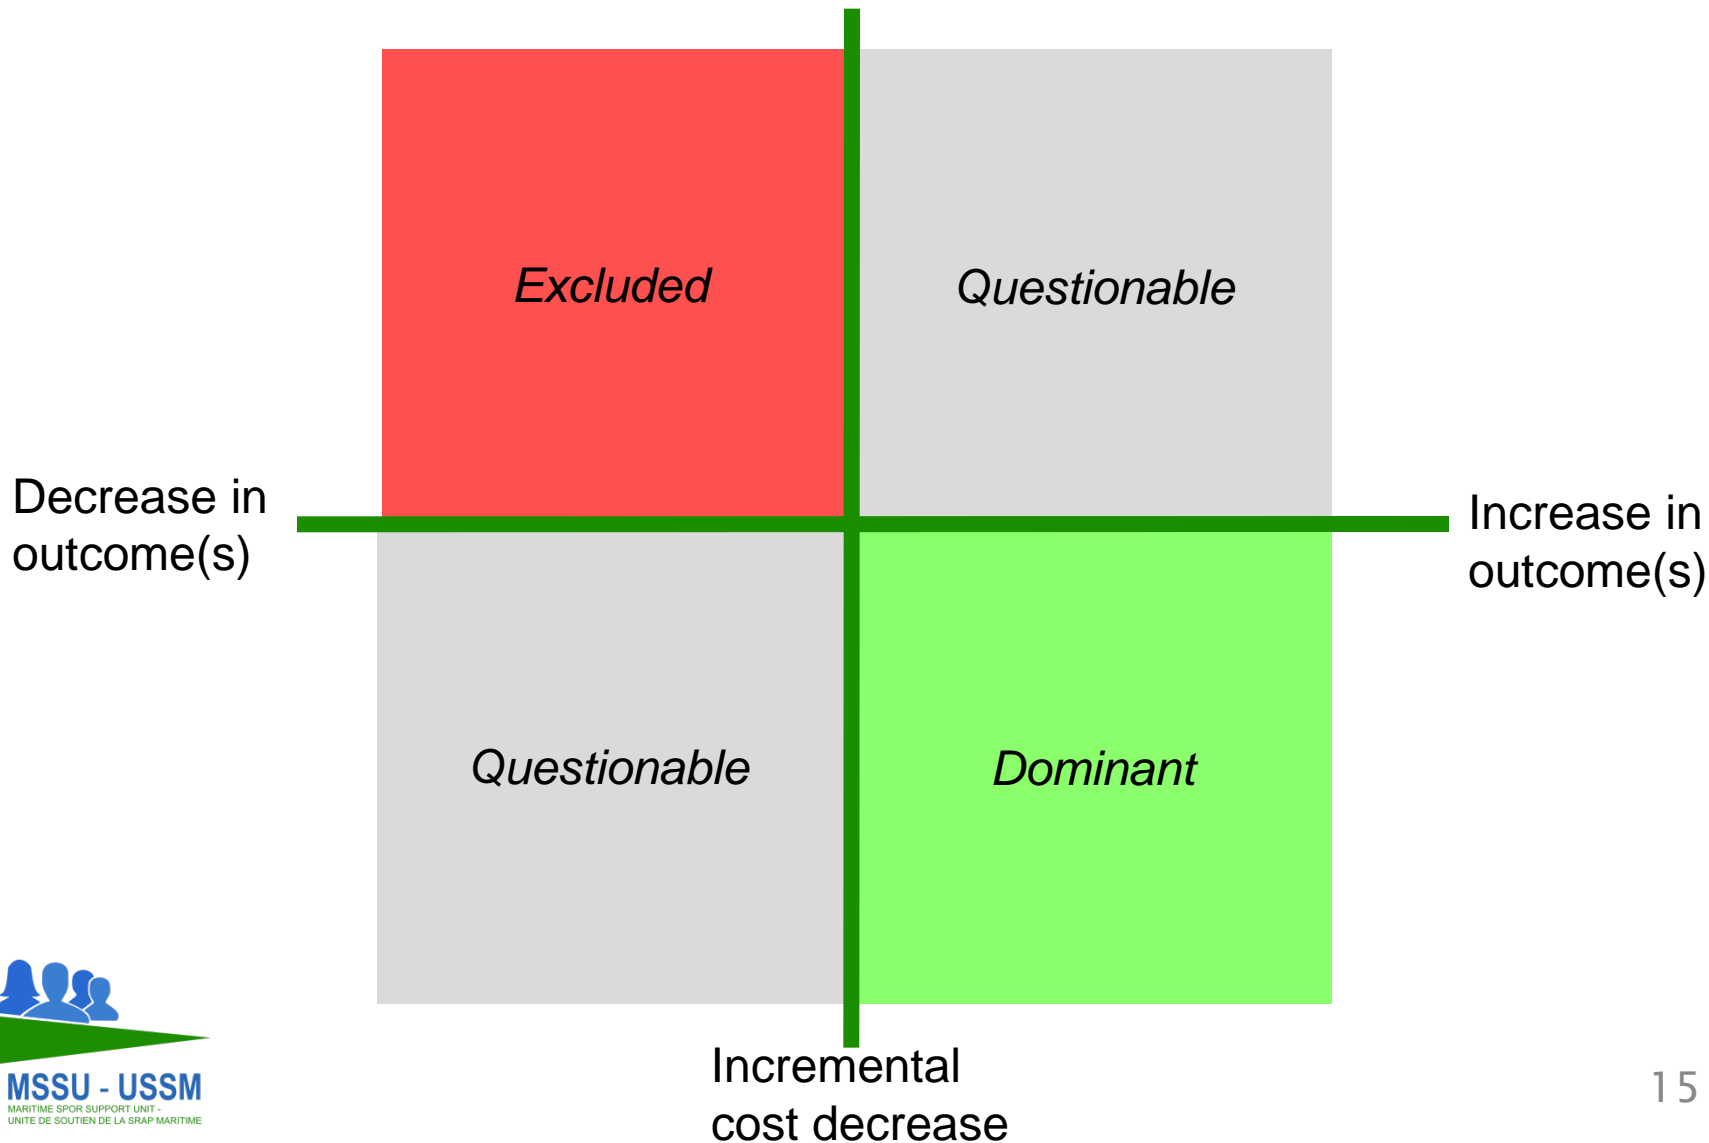 Excluded
Questionable
Decrease in
outcome(s)
Increase in
outcome(s)
Questionable
Dominant
Incremental
cost decrease
MSSU - USSM
MARITIME SPOR SUPPORT UNIT -
UNITE DE SOUTIEN DE LA SRAP MARITIME
15